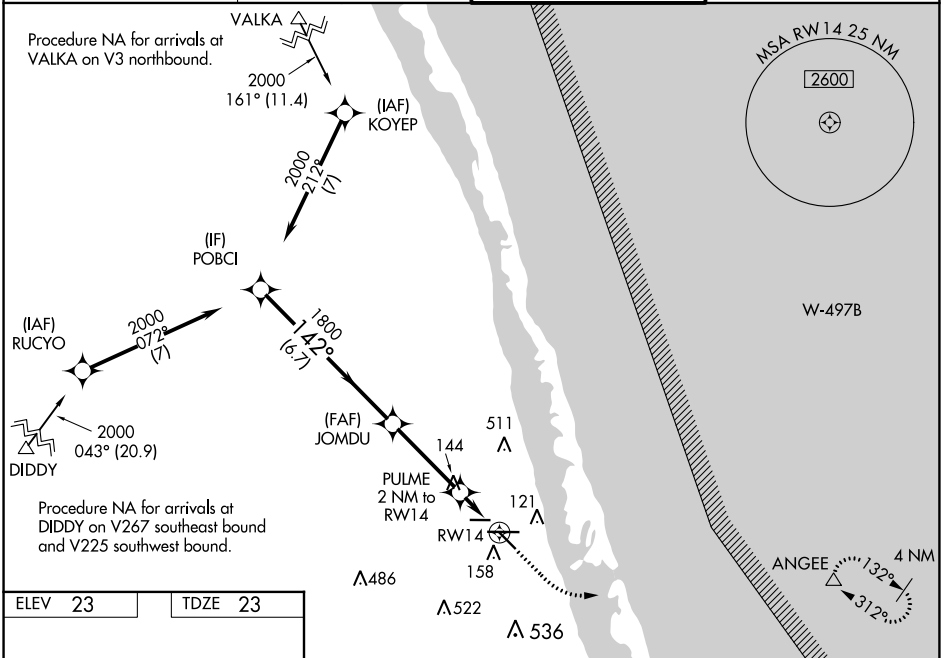 VALKA
Procedure NA for arrivals at
VALKA on V3 northbound.
2000
161° (11.4)
(IAF)
KOYEP
2000
212°
(7)
MSA RW14 25 NM
2600
(IF)
POBCI
(IAF)
RUCYO
2000
072°
(7)
1800
142°
(6.7)
W-497B
2000
043° (20.9)
DIDDY
(FAF)
JOMDU
511
144
PULME
2 NM to
RW14
121
RW14
158
Procedure NA for arrivals at
DIDDY on V267 southeast bound
and V225 southwest bound.
486
522
536
ANGEE
4 NM
132°
312°
ELEV 23
TDZE 23